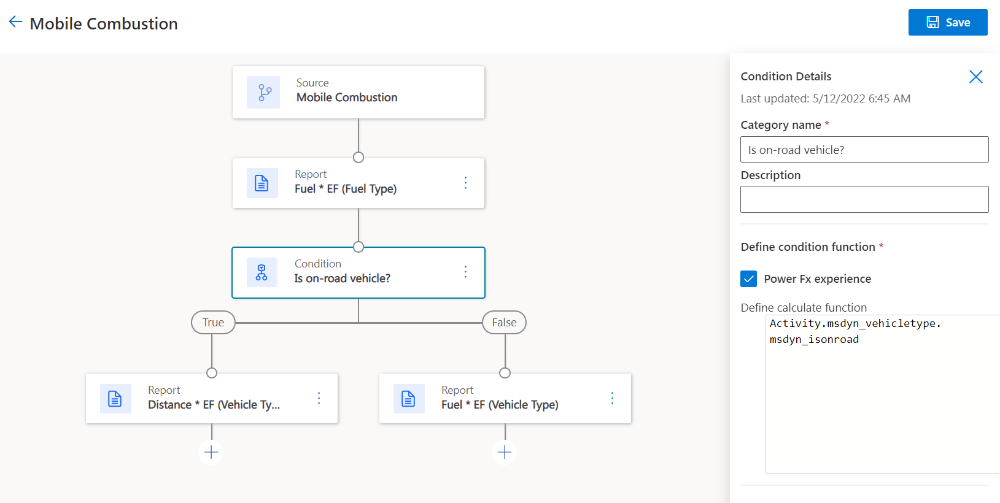 Mobile Combustion
Save
Source
Mobile Combustion
Report
Fuel * EF (Fuel Type)
Condition
Is on-road vehicle?
True
False
Report
Distance * EF (Vehicle Ty...
Report
Fuel * EF (Vehicle Type)
Condition Details
Last updated: 5/12/2022 6:45 AM
Category name *
Is on-road vehicle?
Description
Define condition function *
Power Fx experience
Define calculate function
Activity.msdyn_vehicletype.
msdyn_isonroad